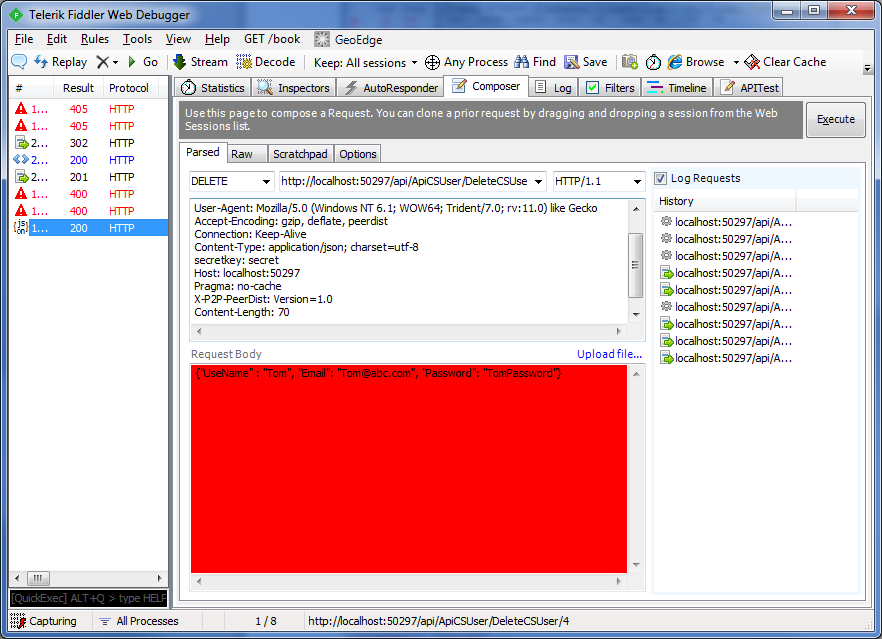 Telerik Fiddler Web Debugger
File Edit Rules Tools View Help GET /book GeoEdge
Replay Go Stream Decode Keep: All sessions Any Process Find Save Browse Clear Cache
# Result Protocol
1... 405 HTTP
1... 405 HTTP
2... 302 HTTP
2... 200 HTTP
2... 201 HTTP
1... 400 HTTP
1... 400 HTTP
1... 200 HTTP
[QuickExec] ALT+Q > type HELP
Statistics Inspectors AutoResponder Composer Log Filters Timeline APITest
Use this page to compose a Request. You can clone a prior request by dragging and dropping a session from the Web
Sessions list.
Execute
Parsed Raw Scratchpad Options
DELETE http://localhost:50297/api/ApiCSUser/DeleteCSUse HTTP/1.1
User-Agent: Mozilla/5.0 (Windows NT 6.1; WOW64; Trident/7.0; rv:11.0) like Gecko
Accept-Encoding: gzip, deflate, peerdist
Connection: Keep-Alive
Content-Type: application/json; charset=utf-8
secretkey: secret
Host: localhost:50297
Pragma: no-cache
X-P2P-PeerDist: Version=1.0
Content-Length: 70
Request Body Upload file...
{"UseName" : "Tom", "Email": "Tom@abc.com", "Password": "TomPassword"}
Log Requests
History
localhost:50297/api/A...
localhost:50297/api/A...
localhost:50297/api/A...
localhost:50297/api/A...
localhost:50297/api/A...
localhost:50297/api/A...
localhost:50297/api/A...
localhost:50297/api/A...
localhost:50297/api/A...
Capturing All Processes 1 / 8 http://localhost:50297/api/ApiCSUser/DeleteCSUser/4